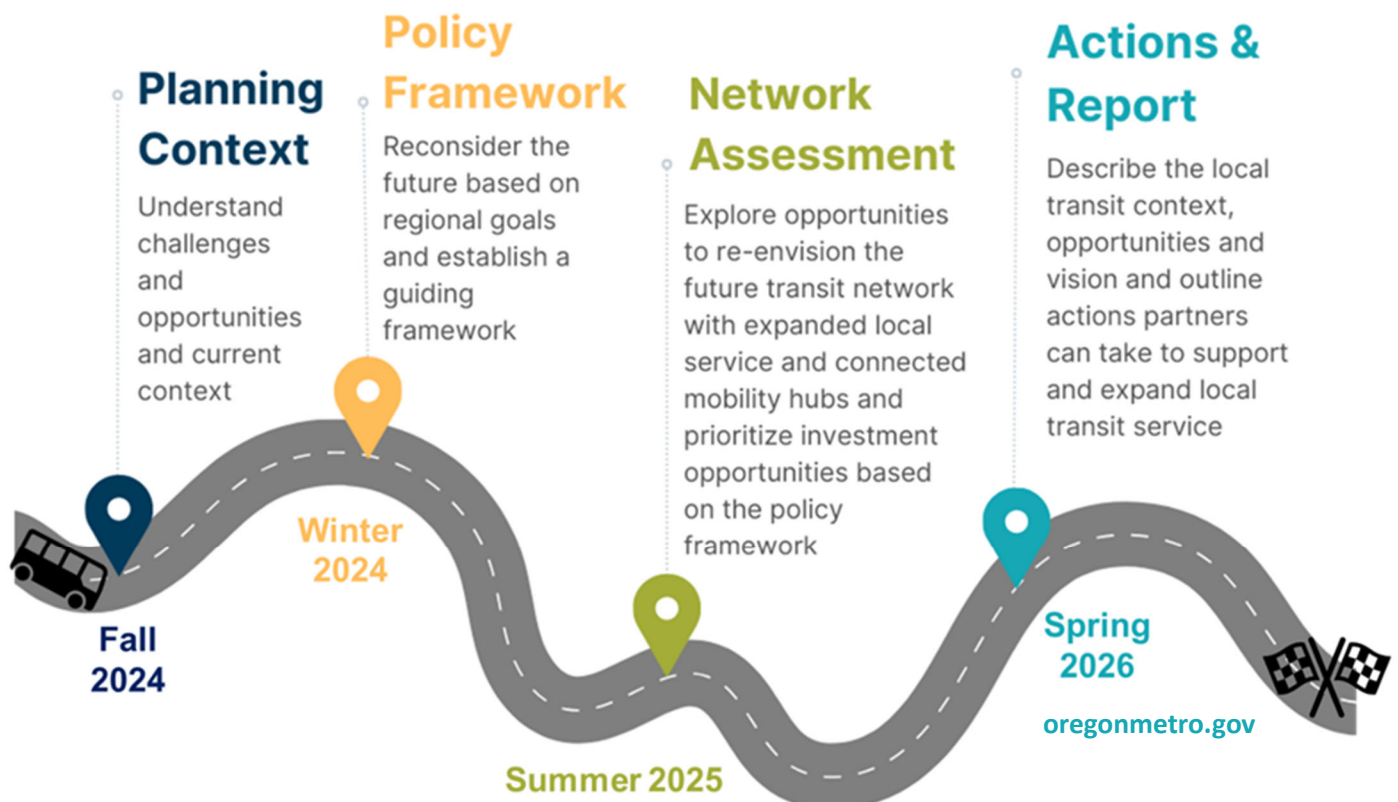 Planning
Context
Understand
challenges
and
opportunities
and current
context
Fall
2024
Policy
Framework
Reconsider the
future based on
regional goals
and establish a
guiding
framework
Winter
2024
Network
Assessment
Explore opportunities
to re-envision the
future transit network
with expanded local
service and connected
mobility hubs and
prioritize investment
opportunities based
on the policy
framework
Summer 2025
Actions &
Report
Describe the local
transit context,
opportunities and
vision and outline
actions partners
can take to support
and expand local
transit service
Spring
2026
oregonmetro.gov